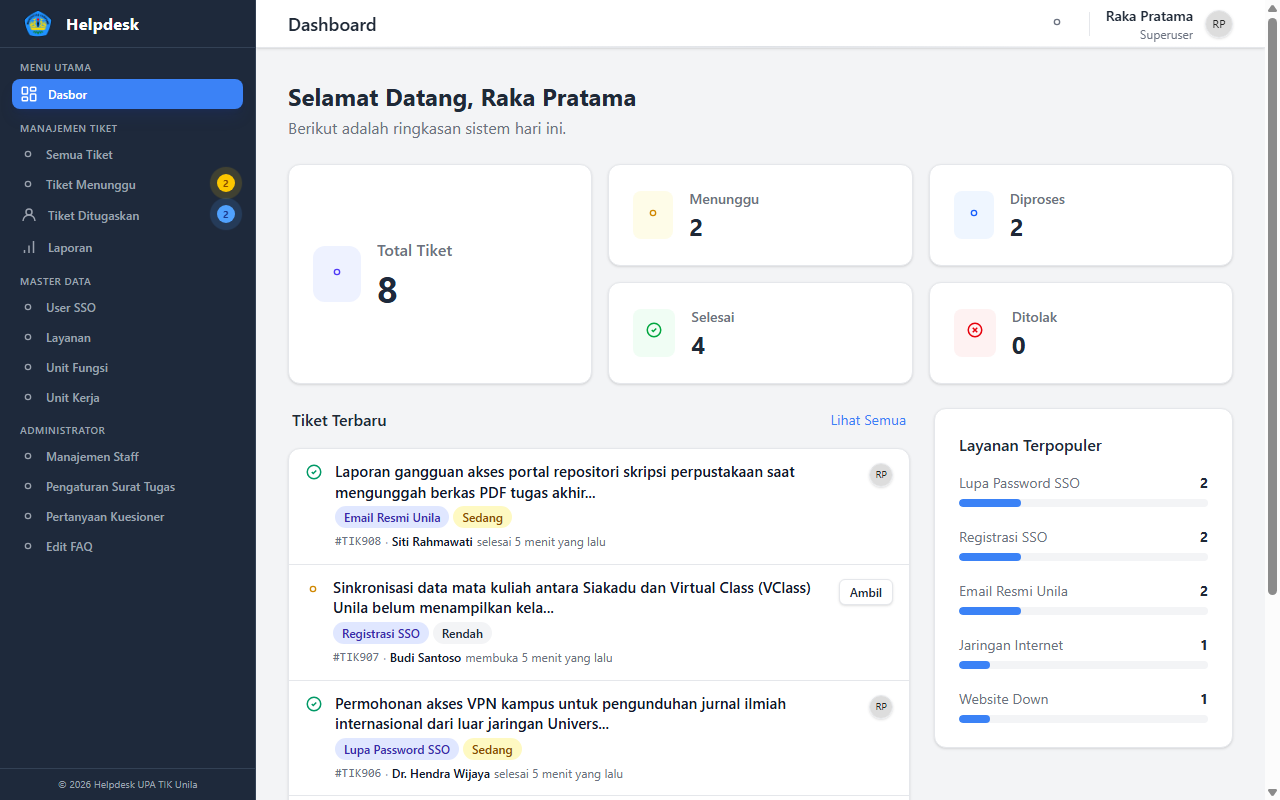 Helpdesk
MENU UTAMA
Dasbor
MANAJEMEN TIKET
Semua Tiket
Tiket Menunggu 2
Tiket Ditugaskan 2
Laporan
MASTER DATA
User SSO
Layanan
Unit Fungsi
Unit Kerja
ADMINISTRATOR
Manajemen Staff
Pengaturan Surat Tugas
Pertanyaan Kuesioner
Edit FAQ
© 2026 Helpdesk UPA TIK Unila
Dashboard
Raka Pratama
Superuser
RP
Selamat Datang, Raka Pratama
Berikut adalah ringkasan sistem hari ini.
Total Tiket
8
Menunggu
2
Diproses
2
Selesai
4
Ditolak
0
Tiket Terbaru
Lihat Semua
Laporan gangguan akses portal repositori skripsi perpustakaan saat
mengunggah berkas PDF tugas akhir...
RP
Email Resmi Unila Sedang
#TIK908 · Siti Rahmawati selesai 5 menit yang lalu
Sinkronisasi data mata kuliah antara Siakadu dan Virtual Class (VClass)
Unila belum menampilkan kela...
Ambil
Registrasi SSO Rendah
#TIK907 · Budi Santoso membuka 5 menit yang lalu
Permohonan akses VPN kampus untuk pengunduhan jurnal ilmiah
internasional dari luar jaringan Univers...
RP
Lupa Password SSO Sedang
#TIK906 · Dr. Hendra Wijaya selesai 5 menit yang lalu
Layanan Terpopuler
Lupa Password SSO 2
Registrasi SSO 2
Email Resmi Unila 2
Jaringan Internet 1
Website Down 1